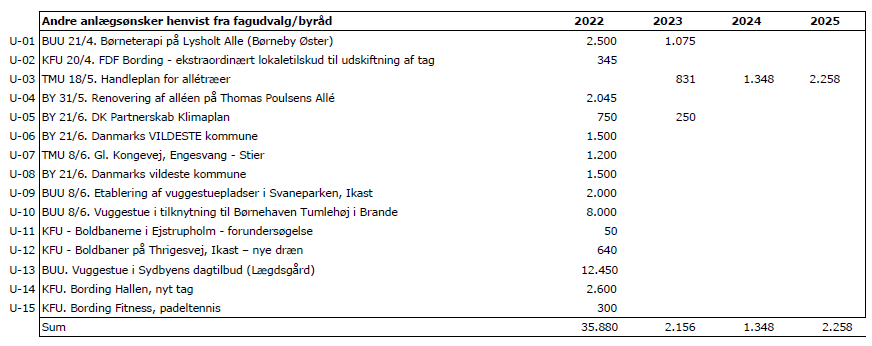 Andre anlægsønsker henvist fra fagudvalg/byråd 2022 2023 2024 2025
U-01 BUU 21/4. Børneterapi på Lysholt Alle (Børneby Øster) 2.500 1.075
U-02 KFU 20/4. FDF Bording - ekstraordinært lokaletilskud til udskiftning af tag 345
U-03 TMU 18/5. Handleplan for allétræer 831 1.348 2.258
U-04 BY 31/5. Renovering af alléen på Thomas Poulsens Allé 2.045
U-05 BY 21/6. DK Partnerskab Klimaplan 750 250
U-06 BY 21/6. Danmarks VILDESTE kommune 1.500
U-07 TMU 8/6. Gl. Kongevej, Engesvang - Stier 1.200
U-08 BY 21/6. Danmarks vildeste kommune 1.500
U-09 BUU 8/6. Etablering af vuggestuepladser i Svaneparken, Ikast 2.000
U-10 BUU 8/6. Vuggestue i tilknytning til Børnehaven Tumlehøj i Brande 8.000
U-11 KFU - Boldbanerne i Ejstrupholm - forundersøgelse 50
U-12 KFU - Boldbaner på Thrigesvej, Ikast – nye dræn 640
U-13 BUU. Vuggestue i Sydbyens dagtilbud (Lægdsgård) 12.450
U-14 KFU. Bording Hallen, nyt tag 2.600
U-15 KFU. Bording Fitness, padeltennis 300
Sum 35.880 2.156 1.348 2.258